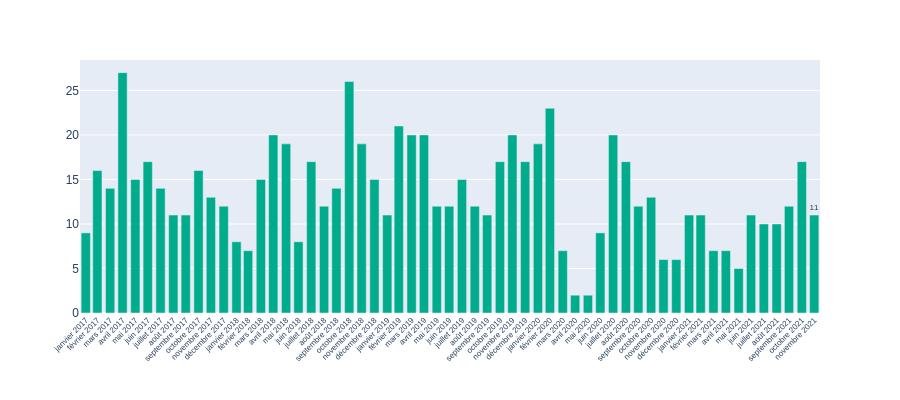 25
20
15
10
5
0
11
janvier 2017
février 2017
mars 2017
avril 2017
mai 2017
juin 2017
juillet 2017
août 2017
septembre 2017
octobre 2017
novembre 2017
décembre 2017
janvier 2018
février 2018
mars 2018
avril 2018
mai 2018
juin 2018
juillet 2018
août 2018
septembre 2018
octobre 2018
novembre 2018
décembre 2018
janvier 2019
février 2019
mars 2019
avril 2019
mai 2019
juin 2019
juillet 2019
août 2019
septembre 2019
octobre 2019
novembre 2019
décembre 2019
janvier 2020
février 2020
mars 2020
avril 2020
mai 2020
juin 2020
juillet 2020
août 2020
septembre 2020
octobre 2020
novembre 2020
décembre 2020
janvier 2021
février 2021
mars 2021
avril 2021
mai 2021
juin 2021
juillet 2021
août 2021
septembre 2021
octobre 2021
novembre 2021